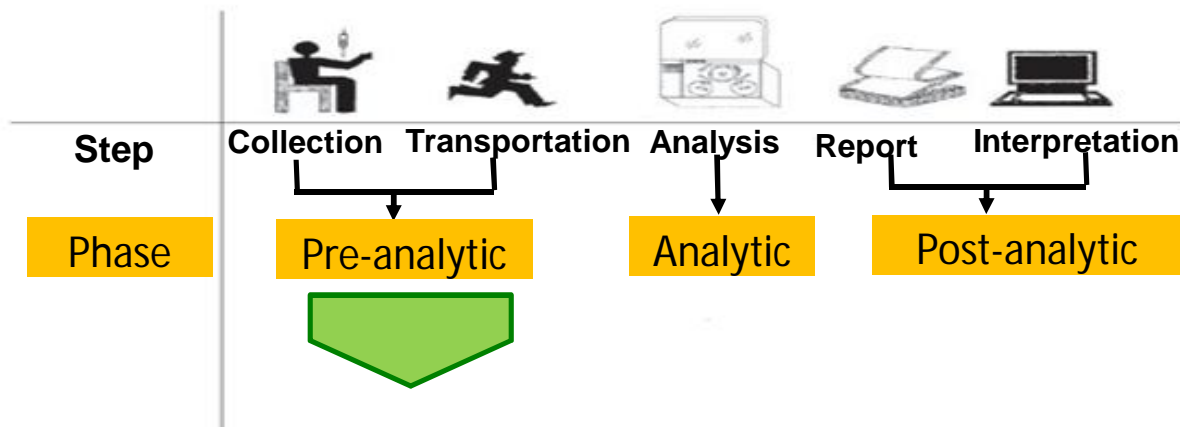 Step Collection Transportation Analysis Report Interpretation
Phase Pre-analytic Analytic Post-analytic